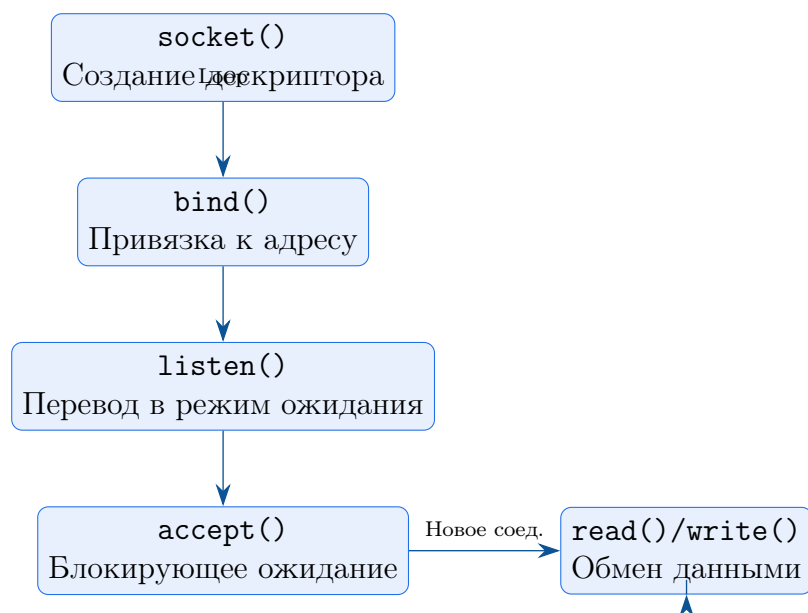 socket()
Создание дескриптора
Loop
bind()
Привязка к адресу
listen()
Перевод в режим ожидания
accept()
Блокирующее ожидание
Новое соед.
read()/write()
Обмен данными